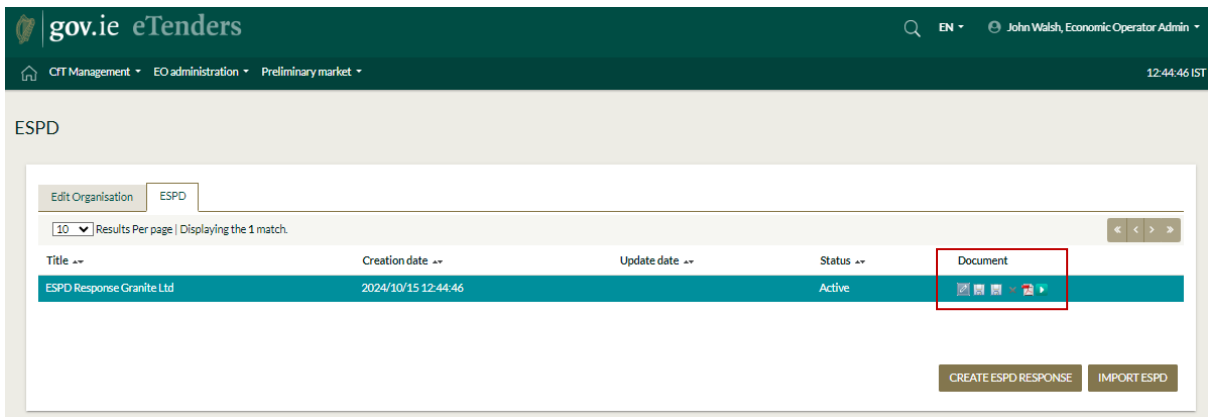 gov.ie eTenders
EN
John Walsh, Economic Operator Admin
CfT Management EO administration Preliminary market
12:44:46 IST
ESPD
Edit Organisation ESPD
10 Results Per page | Displaying the 1 match.
« < > »
Title Creation date Update date Status Document
ESPD Response Granite Ltd 2024/10/15 12:44:46 Active
CREATE ESPD RESPONSE IMPORT ESPD